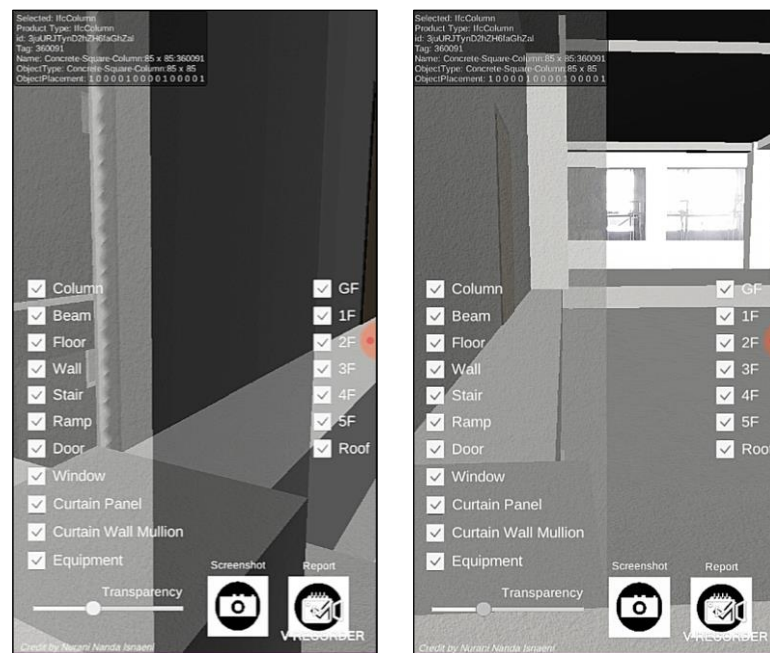 Selected: IfcColumn
Product Type: IfcColumn
id: 3juURJTynD2hZH6faGhZal
Tag: 360091
Name: Concrete-Square-Column:85 x 85:360091
ObjectType: Concrete-Square-Column:85 x 85
ObjectPlacement: 1 0 0 0 0 1 0 0 0 0 1 0 0 0 0 1
Column
Beam
Floor
Wall
Stair
Ramp
Door
Window
Curtain Panel
Curtain Wall Mullion
Equipment
GF
1F
2F
3F
4F
5F
Roof
Transparency
Screenshot
Report
V RECORDER
Credit by Nurani Nanda Isnaeni
Selected: IfcColumn
Product Type: IfcColumn
id: 3juURJTynD2hZH6faGhZal
Tag: 360091
Name: Concrete-Square-Column:85 x 85:360091
ObjectType: Concrete-Square-Column:85 x 85
ObjectPlacement: 1 0 0 0 0 1 0 0 0 0 1 0 0 0 0 1
Column
Beam
Floor
Wall
Stair
Ramp
Door
Window
Curtain Panel
Curtain Wall Mullion
Equipment
GF
1F
2F
3F
4F
5F
Roof
Transparency
Screenshot
Report
V RECORDER
Credit by Nurani Nanda Isnaeni